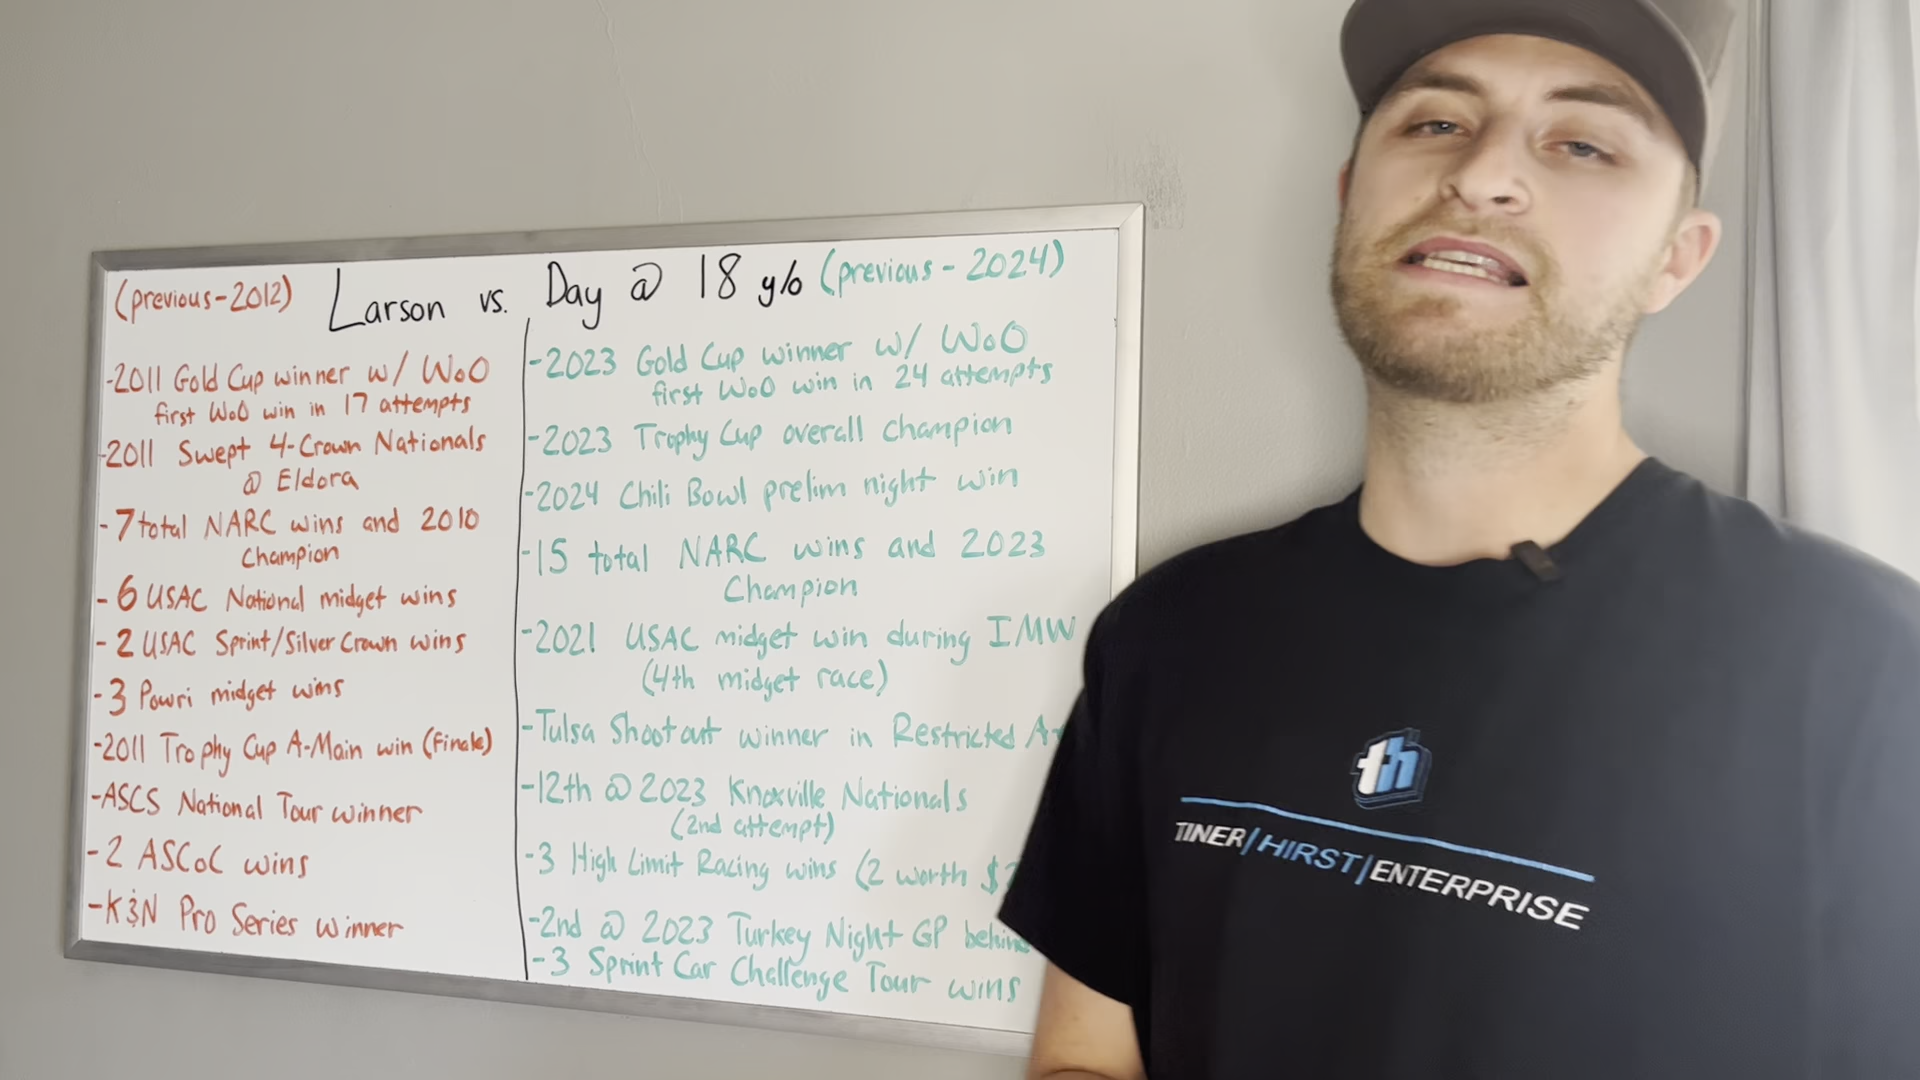 (previous-2012) Larson vs. Day @ 18 y/o (previous-2024)
-2011 Gold Cup winner w/ WoO
first WoO win in 17 attempts
-2011 Swept 4-Crown Nationals
@ Eldora
-7 total NARC wins and 2010
Champion
-6 USAC National midget wins
-2 USAC Sprint/Silver Crown wins
-3 Powri midget wins
-2011 Trophy Cup A-Main win (Finale)
-ASCS National Tour winner
-2 ASCoC wins
-K&N Pro Series winner
-2023 Gold Cup winner w/ WoO
first WoO win in 24 attempts
-2023 Trophy Cup overall champion
-2024 Chili Bowl prelim night win
-15 total NARC wins and 2023
Champion
-2021 USAC midget win during IMW
(4th midget race)
-Tulsa Shootout winner in Restricted A
-12th @ 2023 Knoxville Nationals
(2nd attempt)
-3 High Limit Racing wins (2 worth $
-2nd @ 2023 Turkey Night GP behin
-3 Sprint Car Challenge Tour wins
th
TINER/HIRST/ENTERPRISE